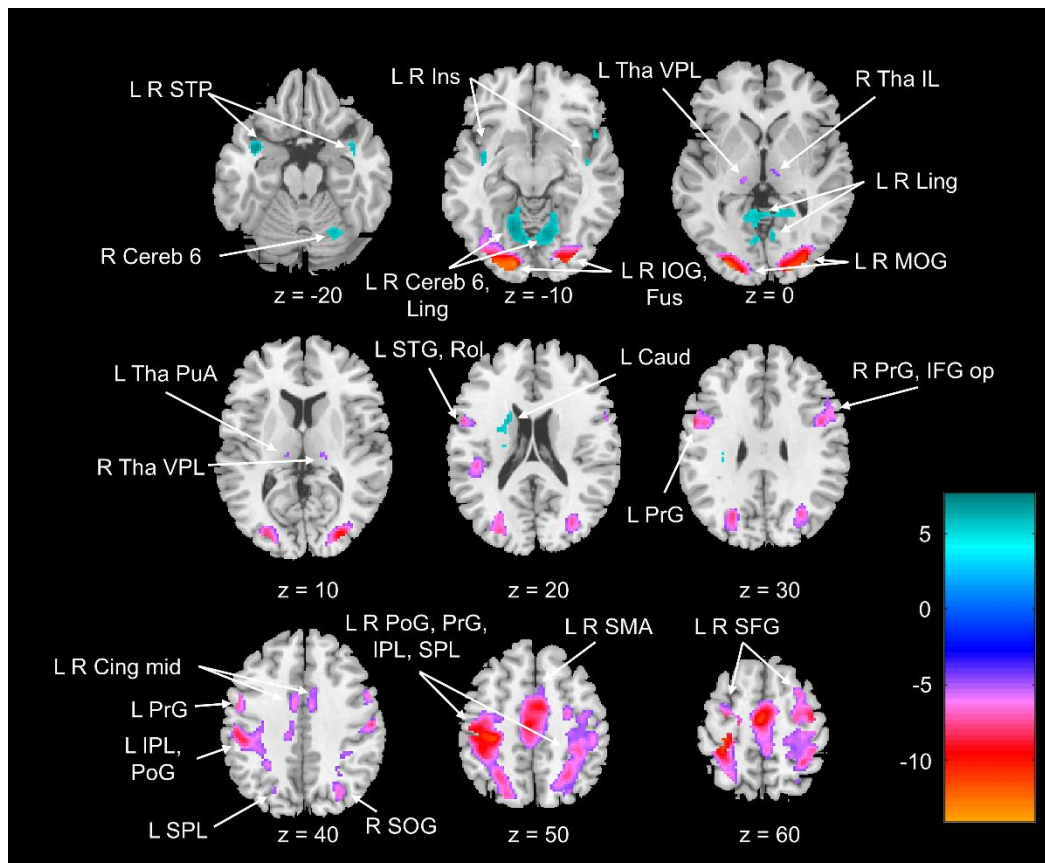 L R STP
R Cereb 6
z = -20
L R Ins
L R Cereb 6,
Ling
L R IOG,
Fus
z = -10
L Tha VPL
R Tha IL
L R Ling
L R MOG
z = 0
L Tha PuA
R Tha VPL
z = 10
L STG, Rol
L Caud
z = 20
R PrG, IFG op
L PrG
z = 30
L R Cing mid
L PrG
L IPL,
PoG
L SPL
R SOG
z = 40
L R PoG, PrG,
IPL, SPL
L R SMA
z = 50
L R SFG
z = 60
5
0
-5
-10